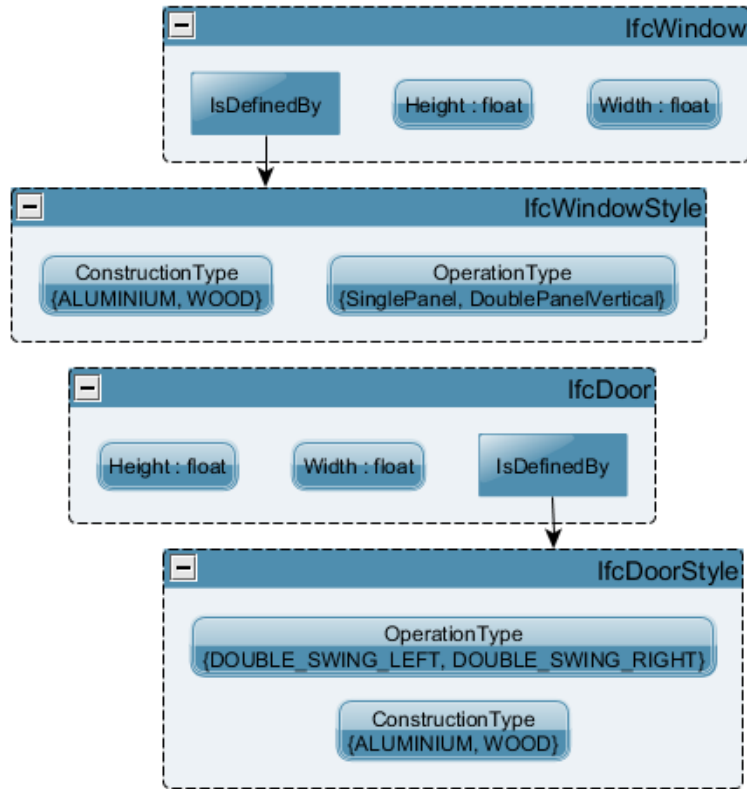 IfcWindow
IsDefinedBy
Height : float
Width : float
IfcWindowStyle
ConstructionType
{ALUMINIUM, WOOD}
OperationType
{SinglePanel, DoublePanelVertical}
IfcDoor
Height : float
Width : float
IsDefinedBy
IfcDoorStyle
OperationType
{DOUBLE_SWING_LEFT, DOUBLE_SWING_RIGHT}
ConstructionType
{ALUMINIUM, WOOD}